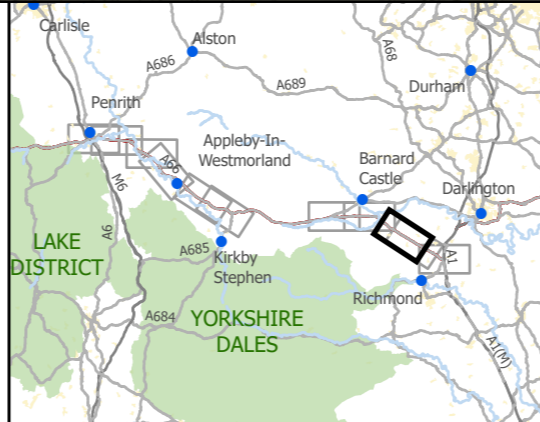 Carlisle
Alston
A686
A68
A689
Durham
Penrith
Appleby-In-
Westmorland
A66
Barnard
Castle
Darlington
M6
A6
LAKE
DISTRICT
A685
Kirkby
Stephen
A1
Richmond
A684
YORKSHIRE
DALES
A1(M)